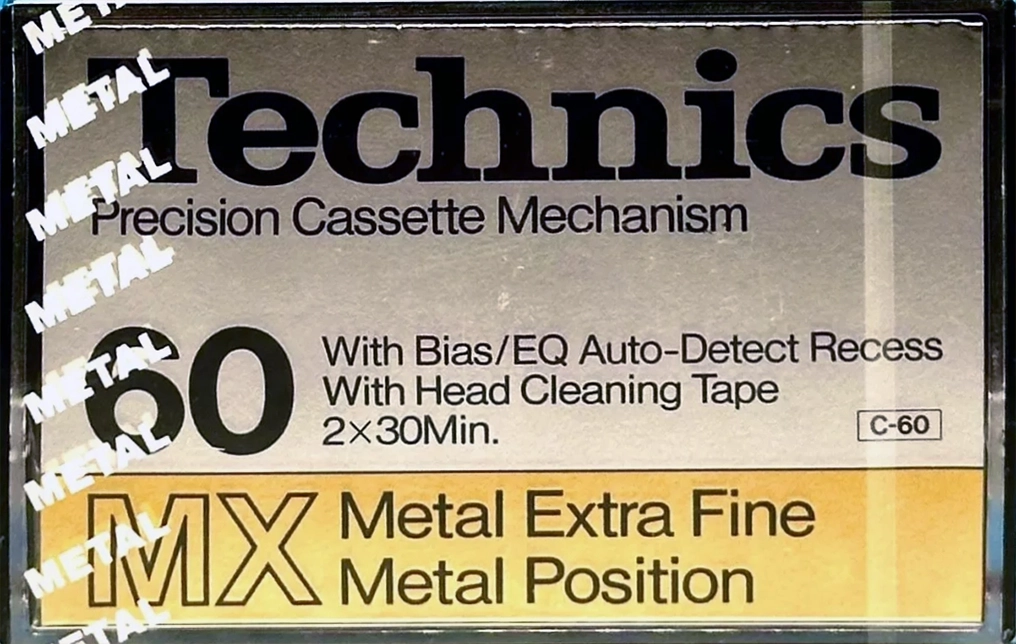 METAL
Technics
METAL
METAL
Precision Cassette Mechanism
METAL
60
With Bias/EQ Auto-Detect Recess
METAL
With Head Cleaning Tape
2×30Min.
C-60
METAL
MX
Metal Extra Fine
METAL
Metal Position
METAL